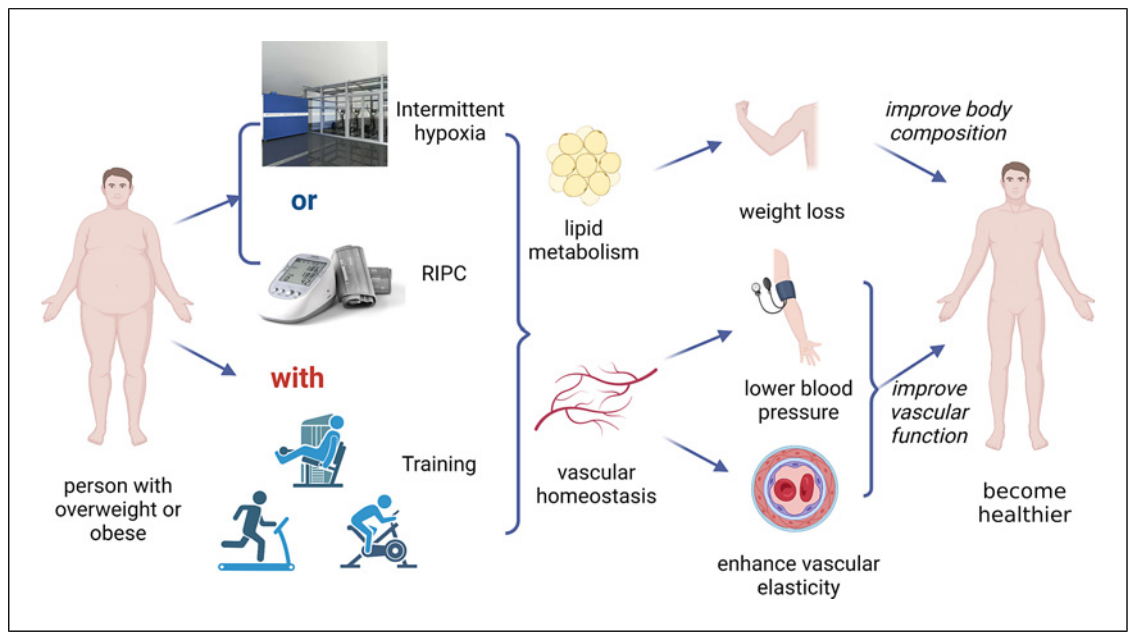 Intermittent
hypoxia
or
RIPC
with
Training
person with
overweight or
obese
lipid
metabolism
vascular
homeostasis
weight loss
lower blood
pressure
enhance vascular
elasticity
improve body
composition
improve
vascular
function
become
healthier